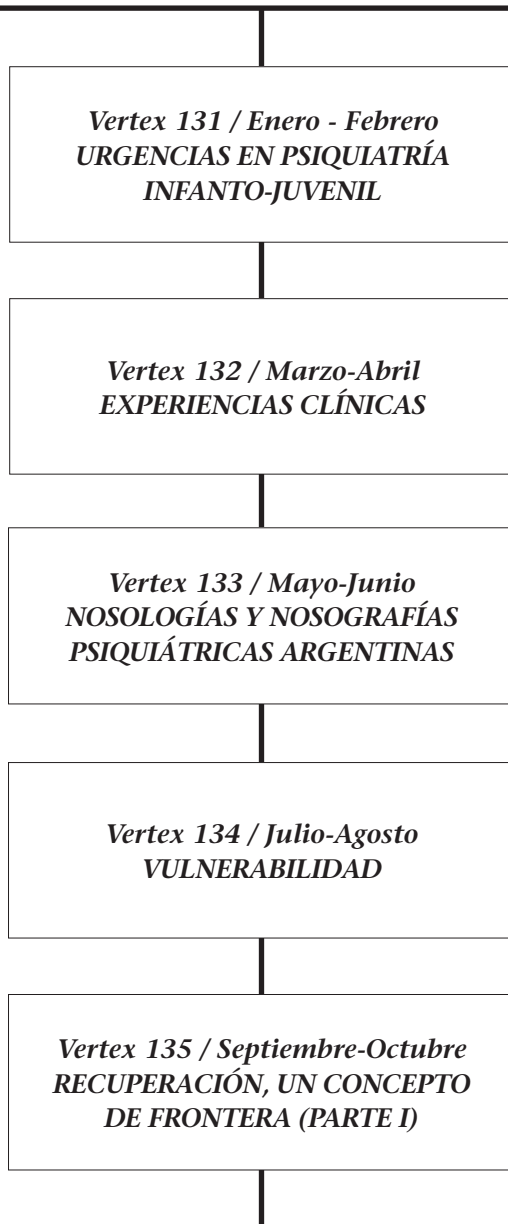 Vertex 131 / Enero - Febrero
URGENCIAS EN PSIQUIATRÍA
INFANTO-JUVENIL
Vertex 132 / Marzo-Abril
EXPERIENCIAS CLÍNICAS
Vertex 133 / Mayo-Junio
NOSOLOGÍAS Y NOSOGRAFÍAS
PSIQUIÁTRICAS ARGENTINAS
Vertex 134 / Julio-Agosto
VULNERABILIDAD
Vertex 135 / Septiembre-Octubre
RECUPERACIÓN, UN CONCEPTO
DE FRONTERA (PARTE I)